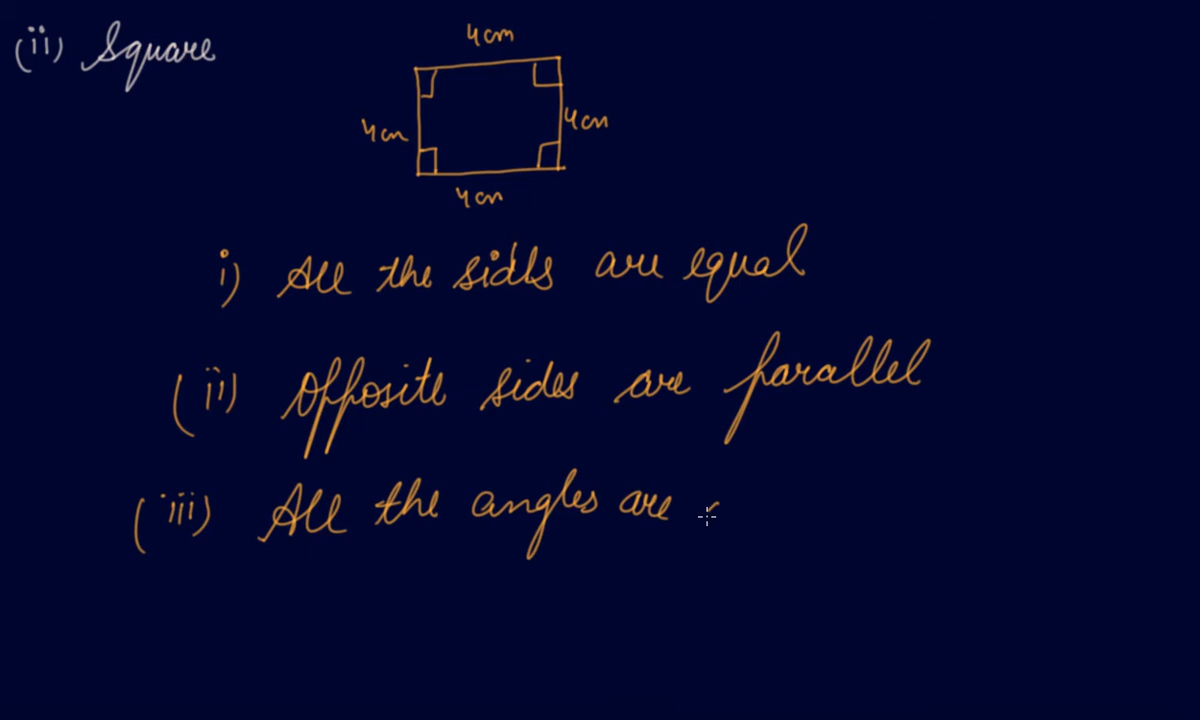 (ii) Square
4cm
4cm
4cm
4cm
i) All the sides are equal
(ii) Opposite sides are parallel
(iii) All the angles are